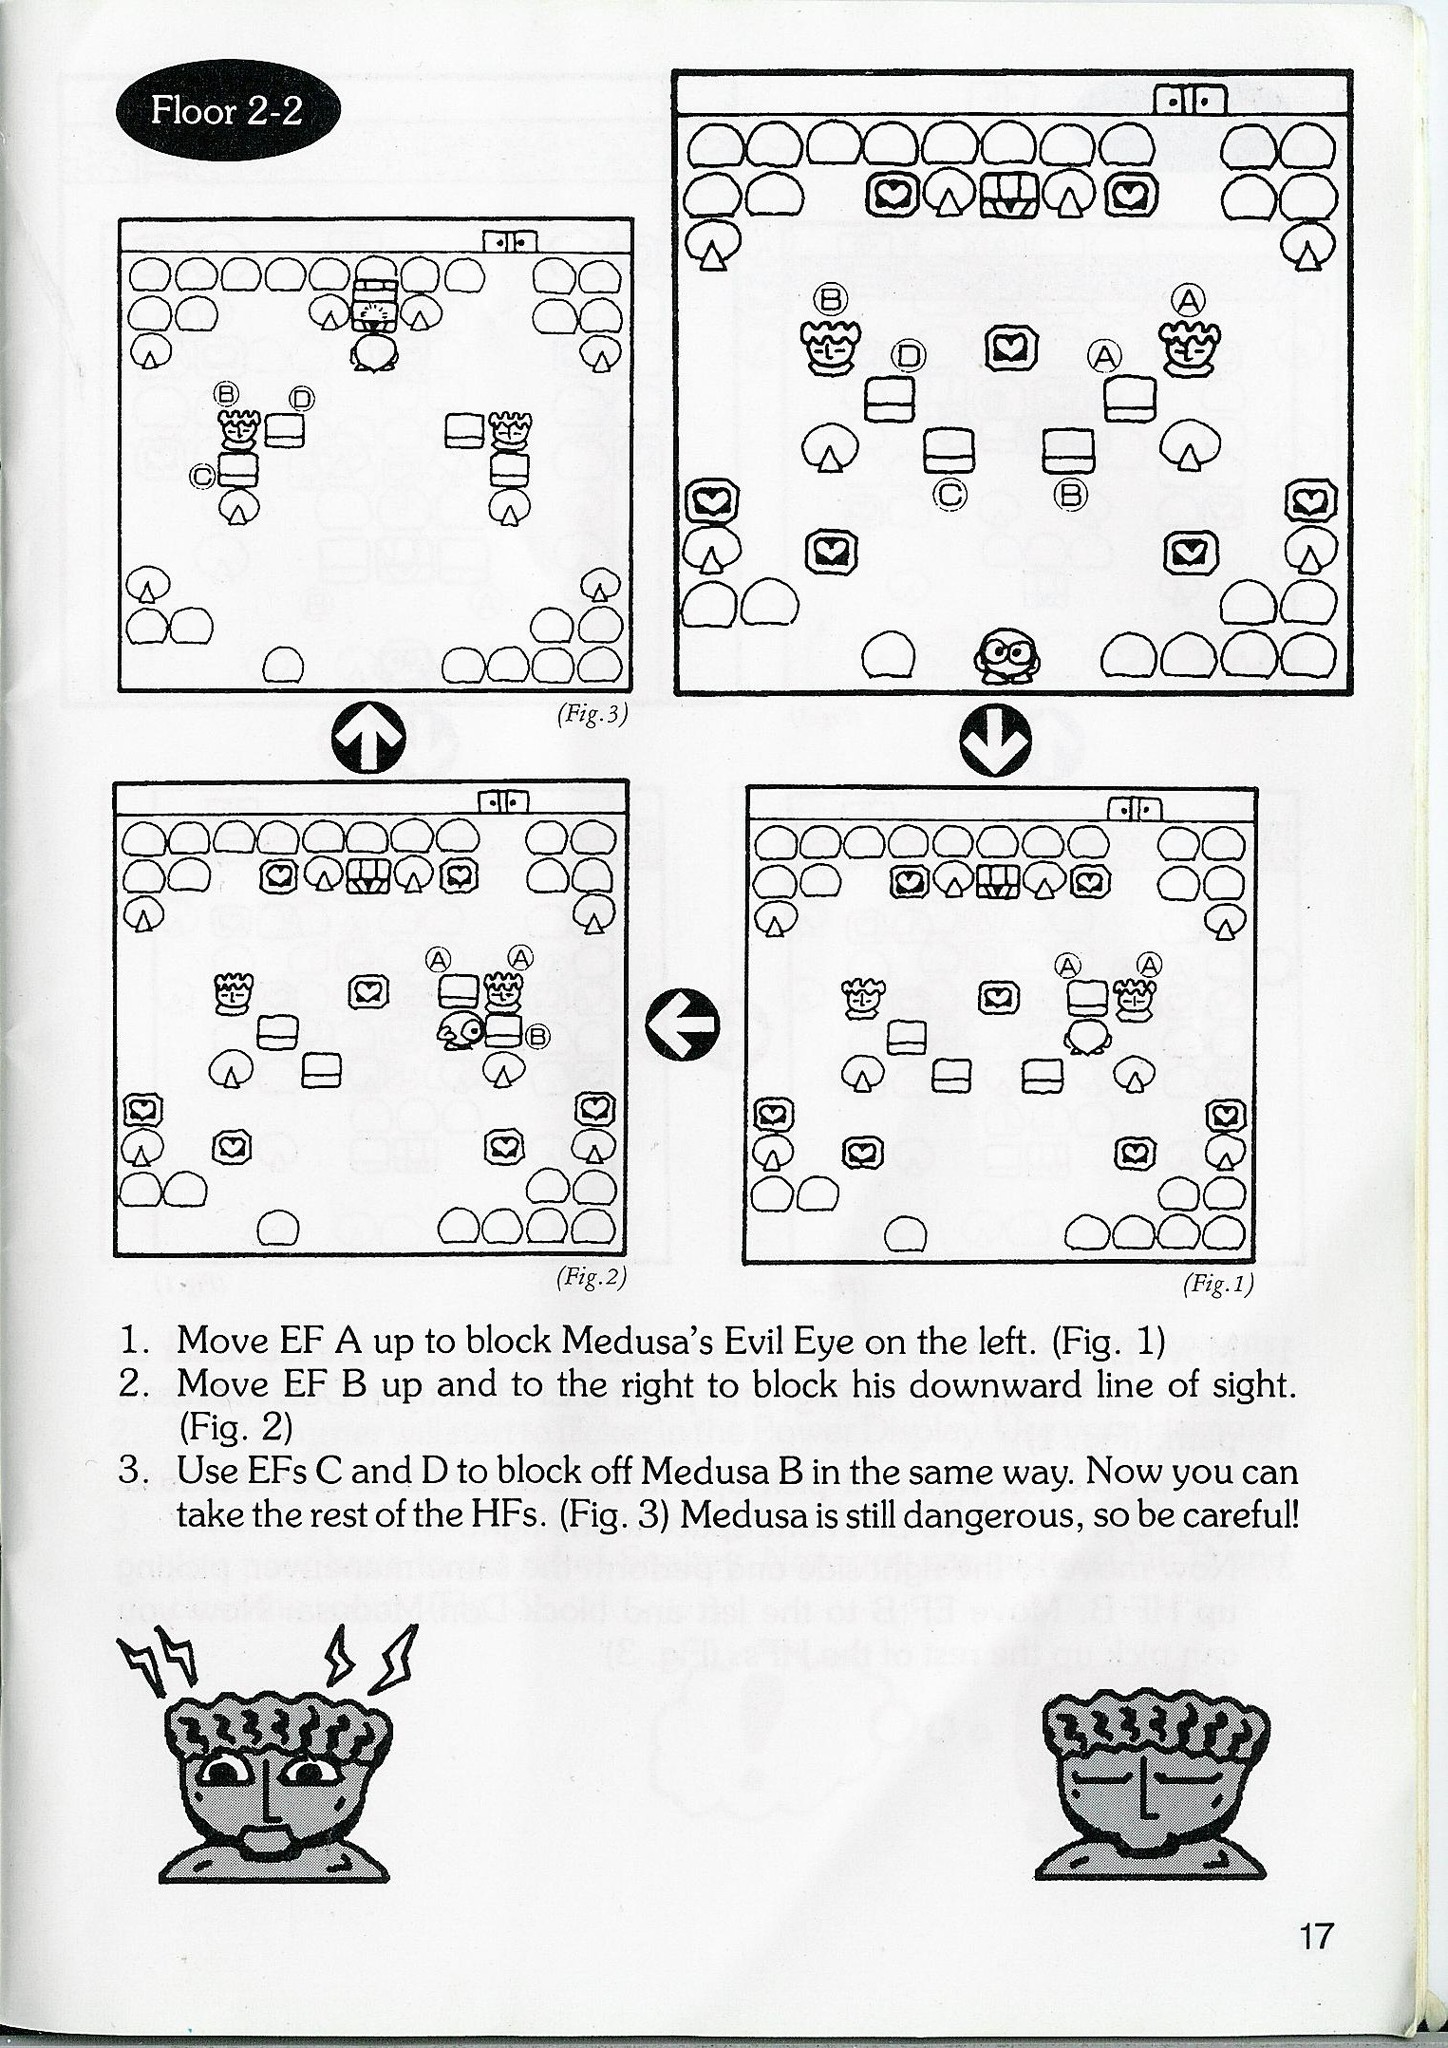 Floor 2-2
B
A
D
A
C
B
B
D
C
(Fig.3)
A
A
B
(Fig.2)
A
A
(Fig.1)
1. Move EF A up to block Medusa's Evil Eye on the left. (Fig. 1)
2. Move EF B up and to the right to block his downward line of sight.
(Fig. 2)
3. Use EFs C and D to block off Medusa B in the same way. Now you can
take the rest of the HFs. (Fig. 3) Medusa is still dangerous, so be careful!
17